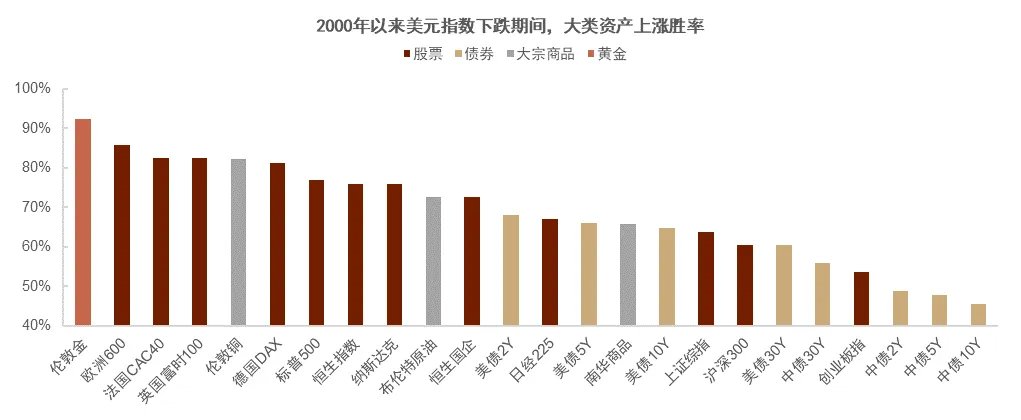 2000年以来美元指数下跌期间，大类资产上涨胜率
股票 债券 大宗商品 黄金
100%
90%
80%
70%
60%
50%
40%
伦敦金
欧洲600
法国CAC40
英国富时100
伦敦铜
德国DAX
标普500
恒生指数
纳斯达克
布伦特原油
恒生国企
美债2Y
日经225
美债5Y
南华商品
美债10Y
上证综指
沪深300
美债30Y
中债30Y
创业板指
中债2Y
中债5Y
中债10Y